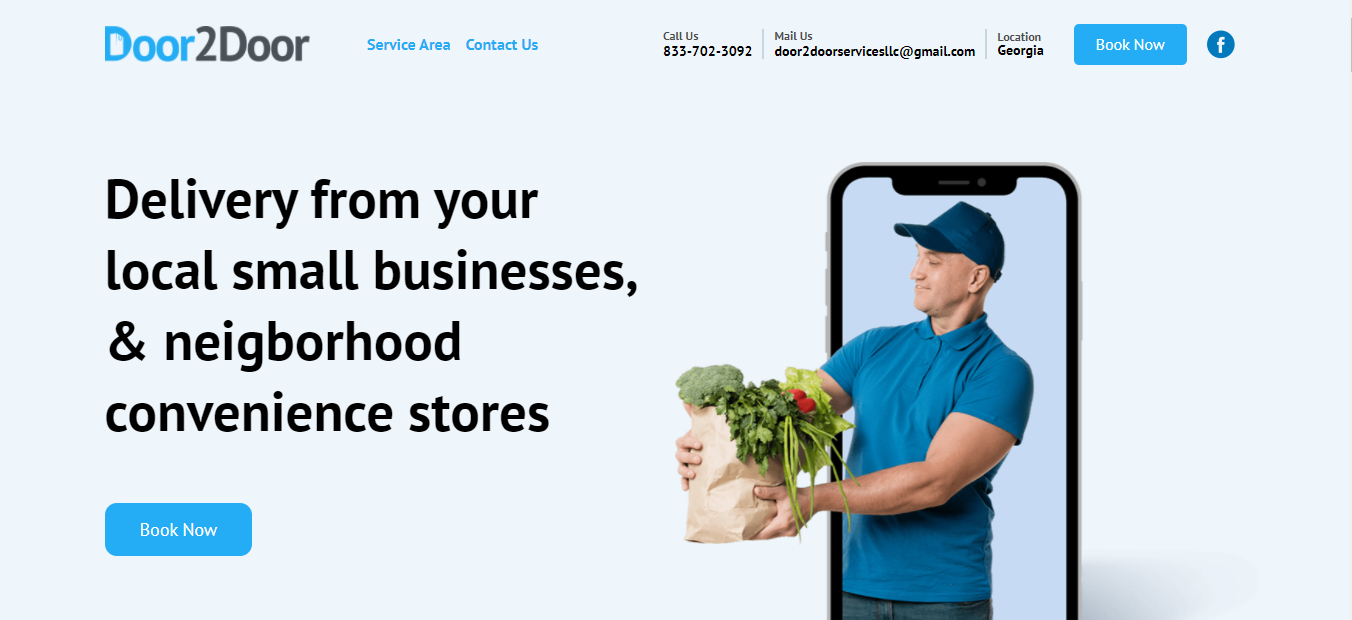 Door2Door
Service Area
Contact Us
Call Us
833-702-3092
Mail Us
door2doorservicesllc@gmail.com
Location
Georgia
Book Now
f
Delivery from your
local small businesses,
& neigborhood
convenience stores
Book Now